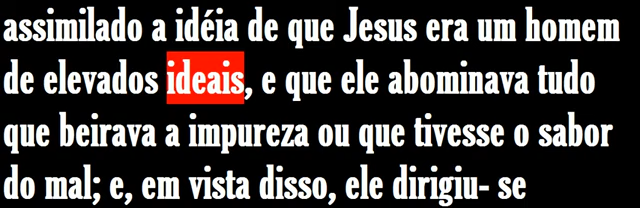 assimilado a idéia de que Jesus era um homem
de elevados ideais, e que ele abominava tudo
que beirava a impureza ou que tivesse o sabor
do mal; e, em vista disso, ele dirigiu- se